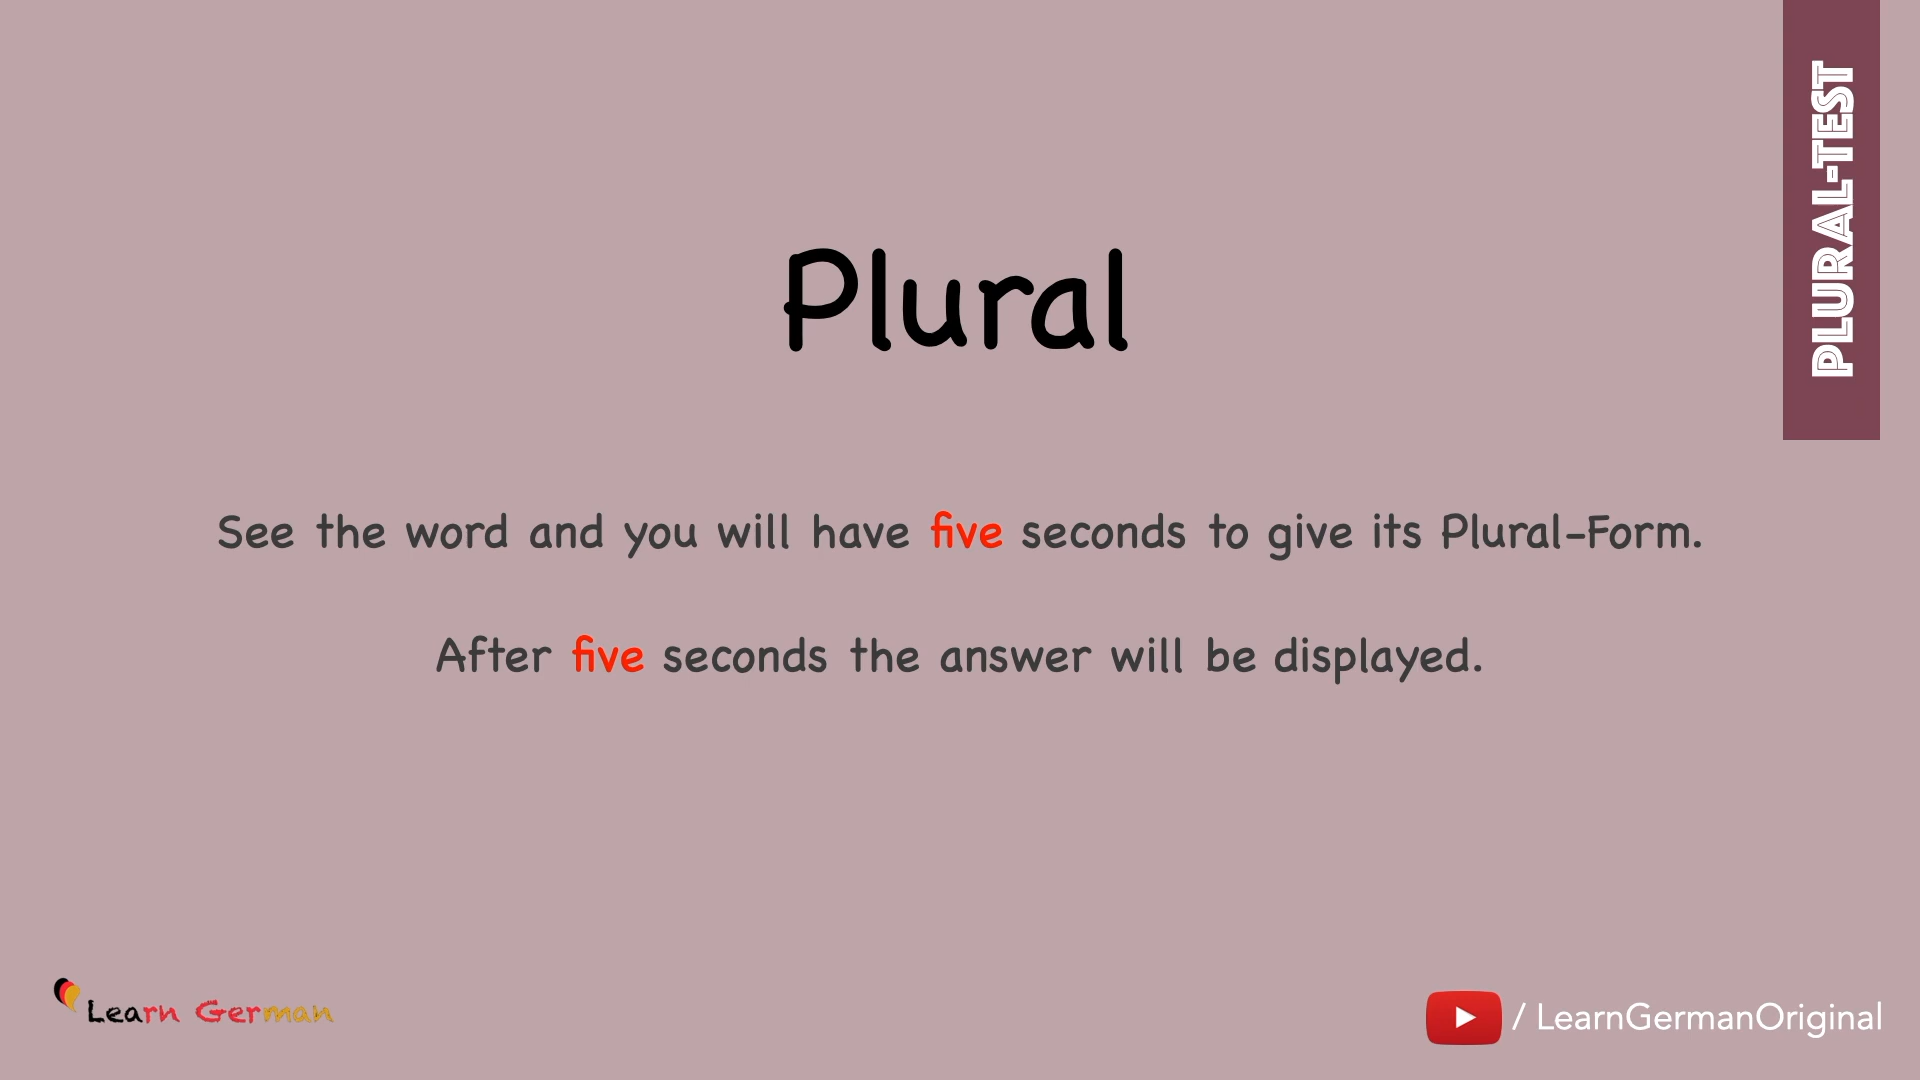 PLURAL-TEST
Plural
See the word and you will have five seconds to give its Plural-Form.
After five seconds the answer will be displayed.
Learn German
/ LearnGermanOriginal